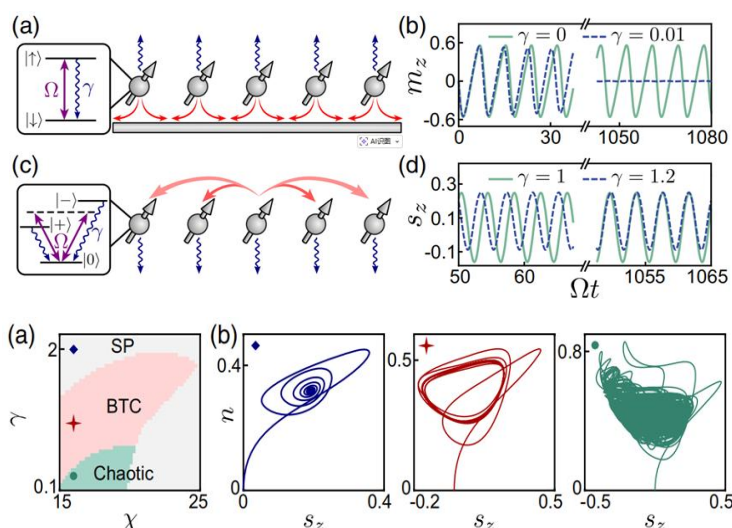 (a)
|↑⟩
Ω
γ
|↓⟩
AI识图
(b)
γ = 0
γ = 0.01
m_z
0.6
0
-0.6
0
30
1050
1080
(c)
|−⟩
|+⟩
Ω
γ
|0⟩
(d)
γ = 1
γ = 1.2
s_z
0.3
0.1
-0.1
50
60
1055
1065
Ωt
(a)
SP
BTC
Chaotic
γ
2
0.1
15
25
χ
(b)
n
0.4
0
0
0.4
s_z
0.5
0
-0.2
0.5
s_z
0.8
0
-0.5
0.5
s_z